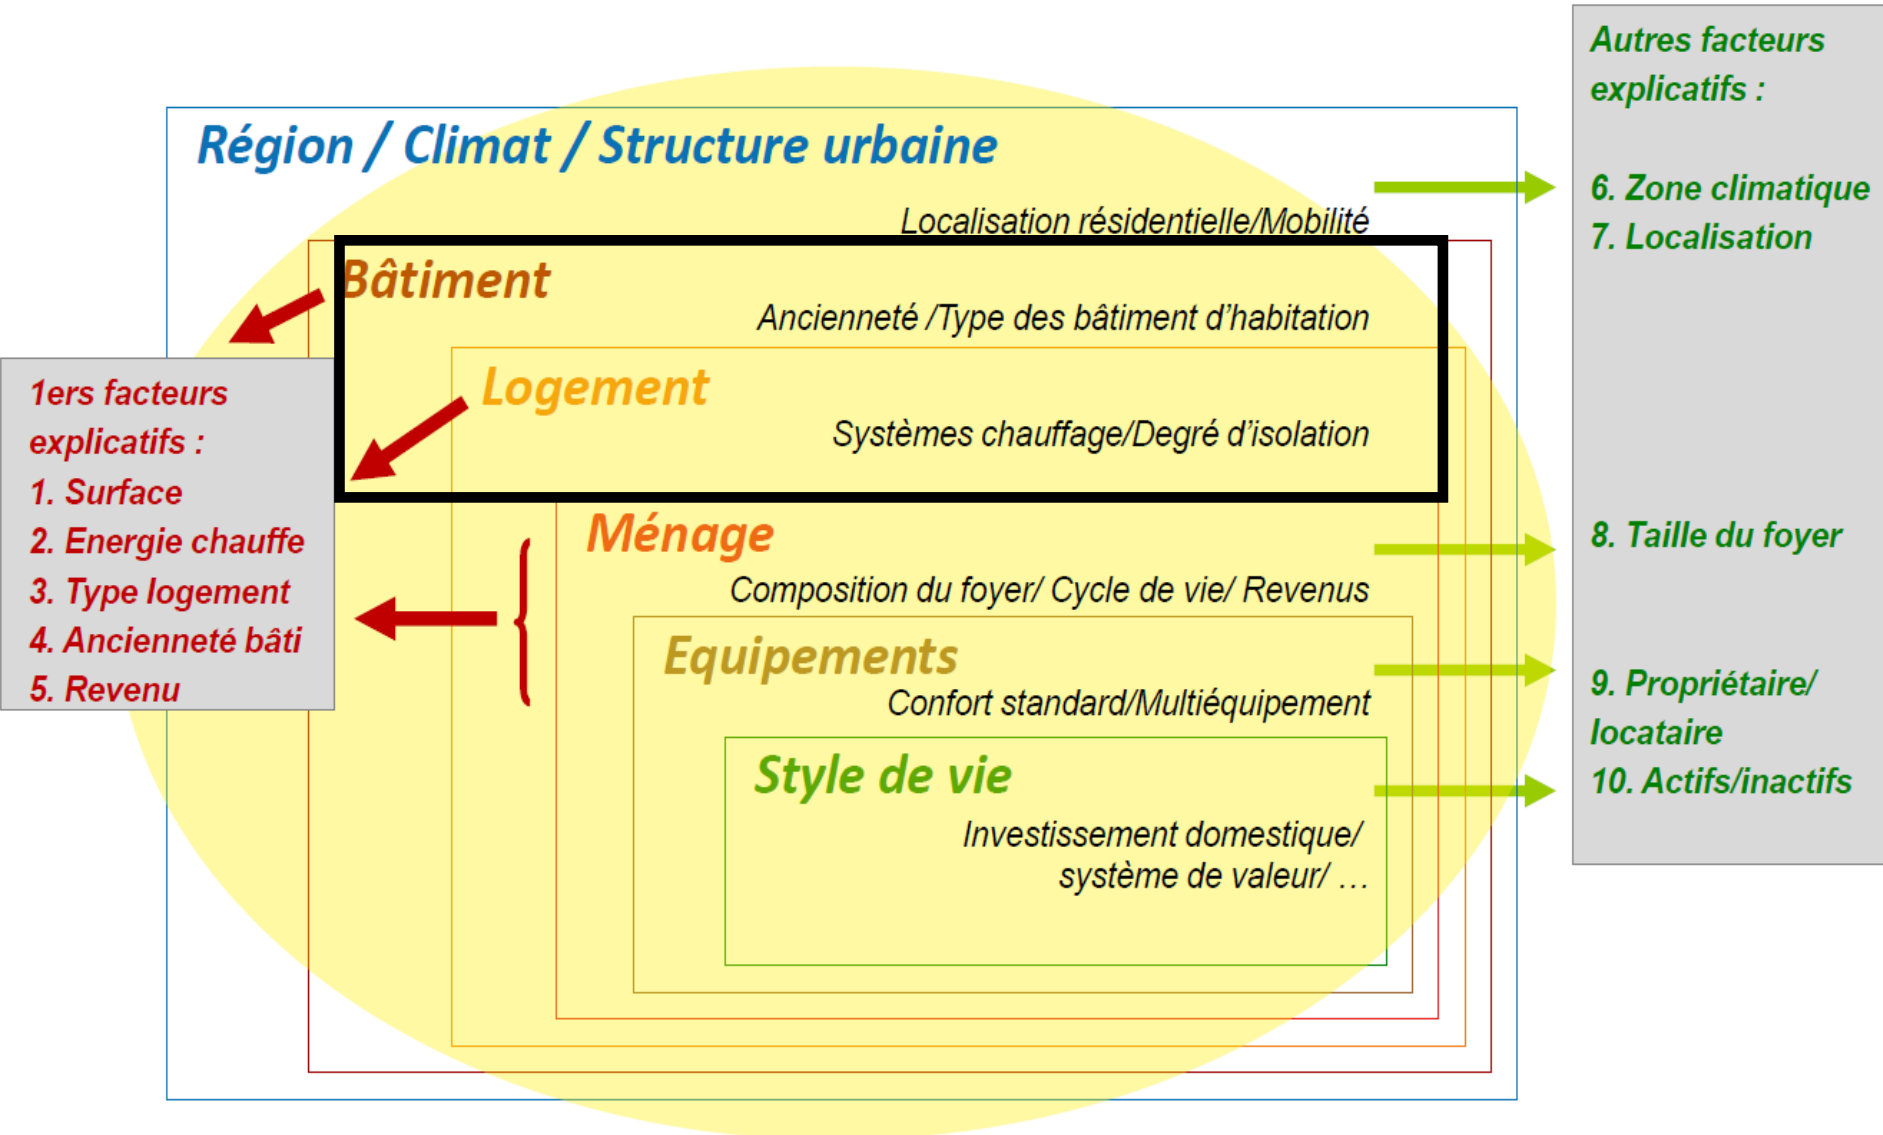 Autres facteurs
explicatifs :
6. Zone climatique
7. Localisation
8. Taille du foyer
9. Propriétaire/
locataire
10. Actifs/inactifs
Région / Climat / Structure urbaine
Localisation résidentielle/Mobilité
Bâtiment
Ancienneté /Type des bâtiment d'habitation
Logement
Systèmes chauffage/Degré d'isolation
Ménage
Composition du foyer/ Cycle de vie/ Revenus
Equipements
Confort standard/Multiéquipement
Style de vie
Investissement domestique/
système de valeur/ …
1ers facteurs
explicatifs :
1. Surface
2. Energie chauffe
3. Type logement
4. Ancienneté bâti
5. Revenu